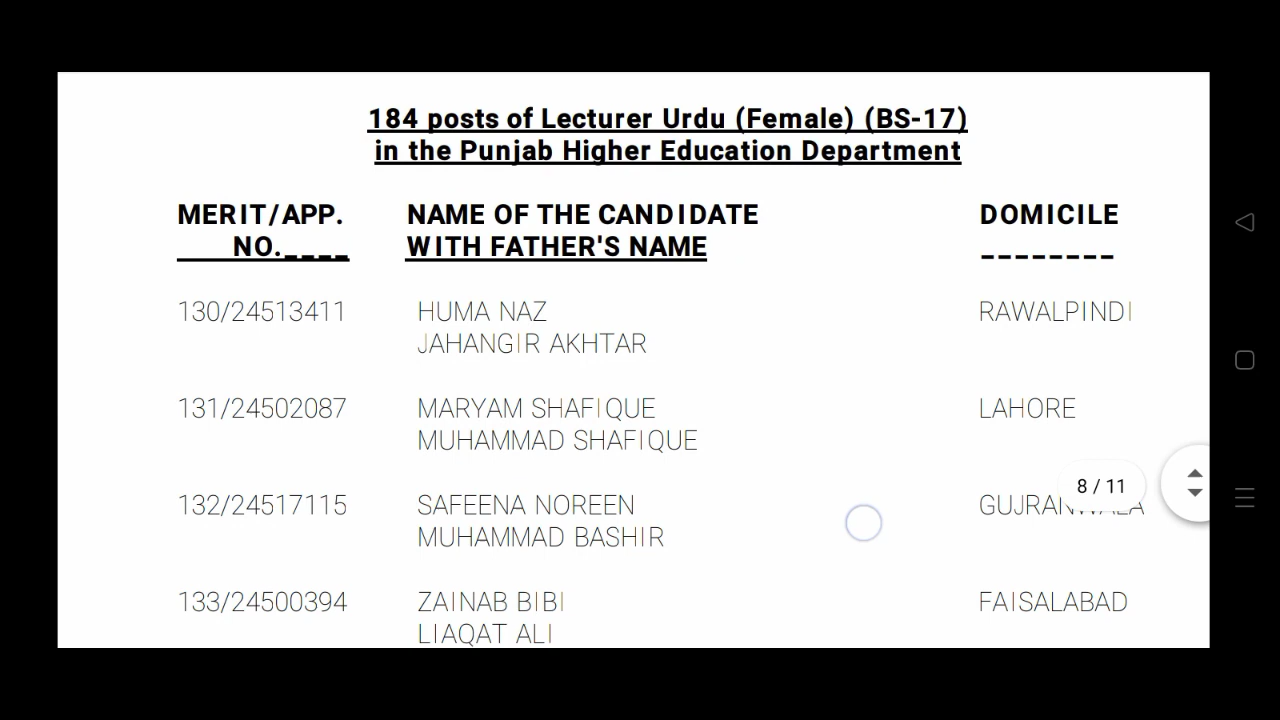 184 posts of Lecturer Urdu (Female) (BS-17)
in the Punjab Higher Education Department
MERIT/APP. NAME OF THE CANDIDATE DOMICILE
NO.____ WITH FATHER'S NAME --------
130/24513411 HUMA NAZ RAWALPINDI
JAHANGIR AKHTAR
131/24502087 MARYAM SHAFIQUE LAHORE
MUHAMMAD SHAFIQUE
8 / 11
132/24517115 SAFEENA NOREEN GUJRANWALA
MUHAMMAD BASHIR
133/24500394 ZAINAB BIBI FAISALABAD
LIAQAT ALI